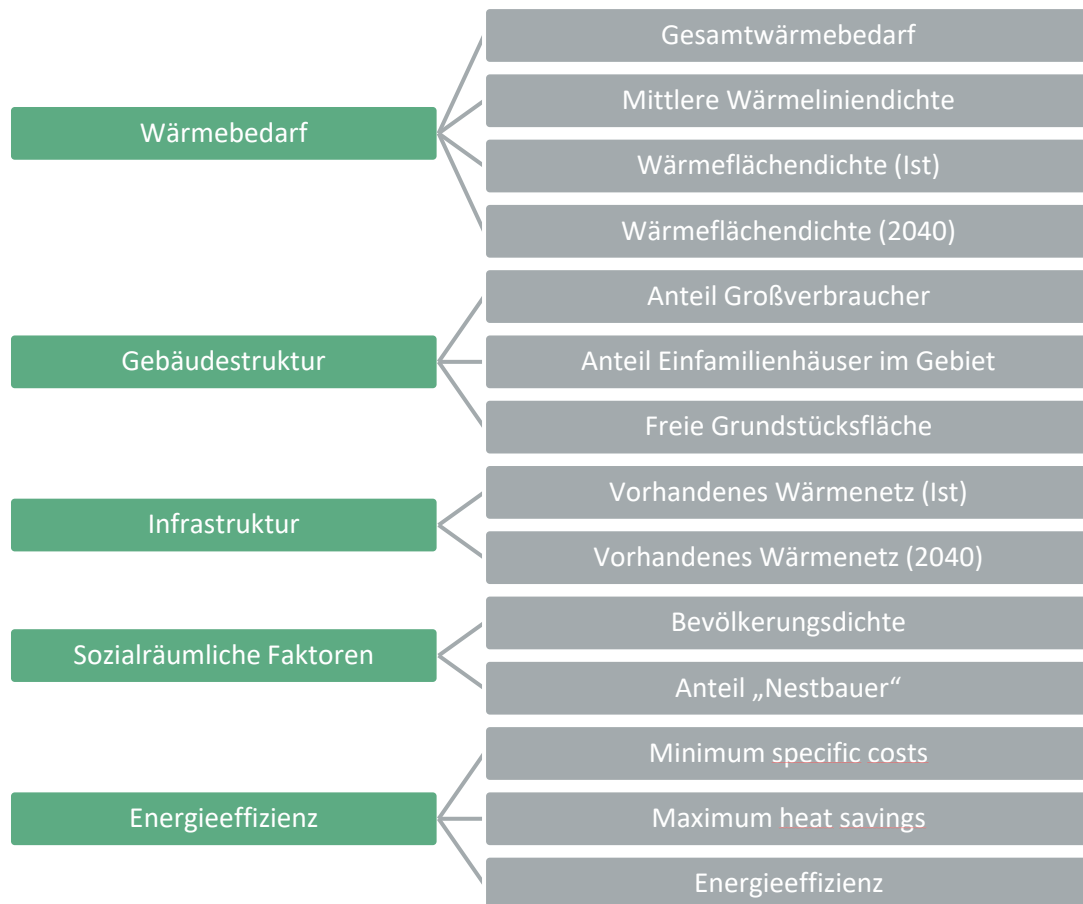 Wärmebedarf
Gesamtwärmebedarf
Mittlere Wärmeliniendichte
Wärmeflächendichte (Ist)
Wärmeflächendichte (2040)
Gebäudestruktur
Anteil Großverbraucher
Anteil Einfamilienhäuser im Gebiet
Freie Grundstücksfläche
Infrastruktur
Vorhandenes Wärmenetz (Ist)
Vorhandenes Wärmenetz (2040)
Sozialräumliche Faktoren
Bevölkerungsdichte
Anteil „Nestbauer“
Energieeffizienz
Minimum specific costs
Maximum heat savings
Energieeffizienz